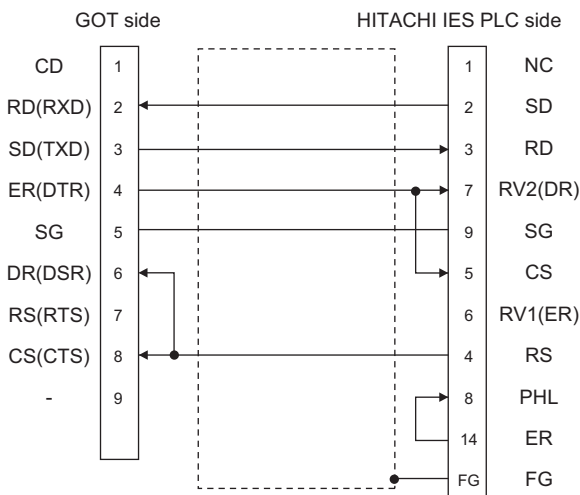 GOT side HITACHI IES PLC side
CD 1 1 NC
RD(RXD) 2 2 SD
SD(TXD) 3 3 RD
ER(DTR) 4 7 RV2(DR)
SG 5 9 SG
DR(DSR) 6 5 CS
RS(RTS) 7 6 RV1(ER)
CS(CTS) 8 4 RS
- 9 8 PHL
14 ER
FG FG